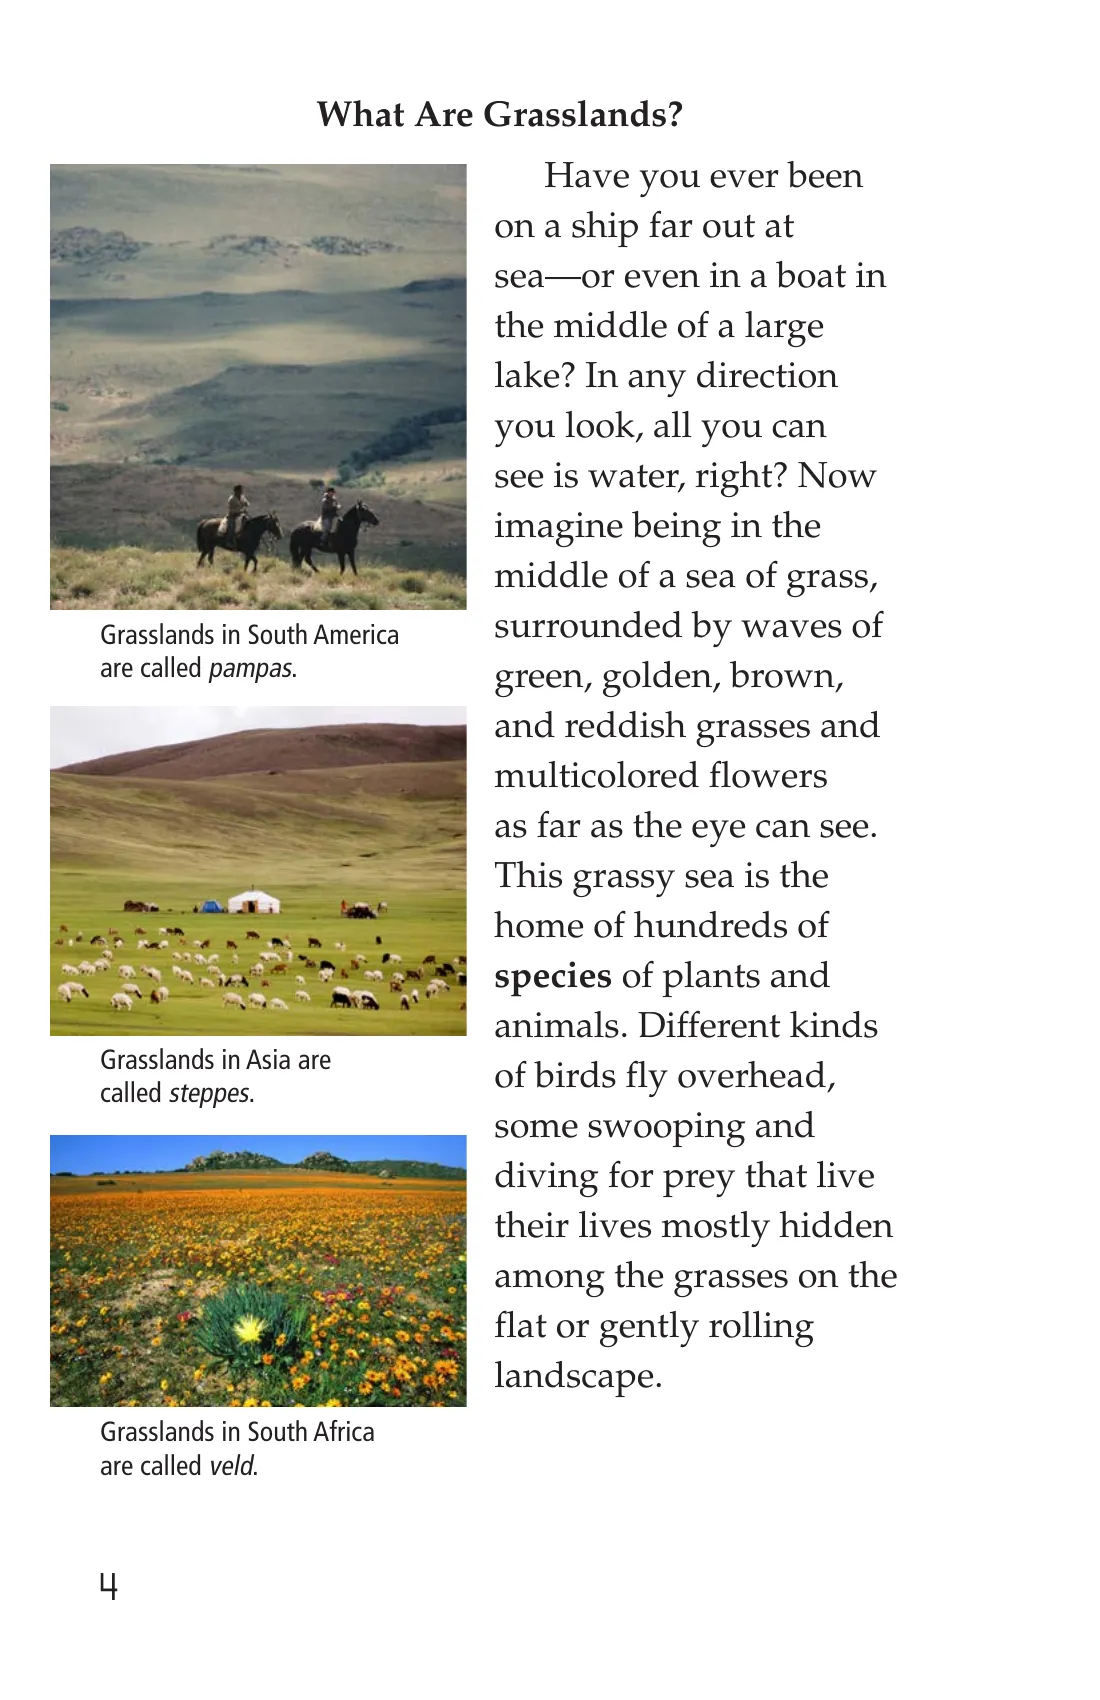 What Are Grasslands?
Grasslands in South America
are called pampas.
Grasslands in Asia are
called steppes.
Grasslands in South Africa
are called veld.
Have you ever been
on a ship far out at
sea—or even in a boat in
the middle of a large
lake? In any direction
you look, all you can
see is water, right? Now
imagine being in the
middle of a sea of grass,
surrounded by waves of
green, golden, brown,
and reddish grasses and
multicolored flowers
as far as the eye can see.
This grassy sea is the
home of hundreds of
species of plants and
animals. Different kinds
of birds fly overhead,
some swooping and
diving for prey that live
their lives mostly hidden
among the grasses on the
flat or gently rolling
landscape.
4